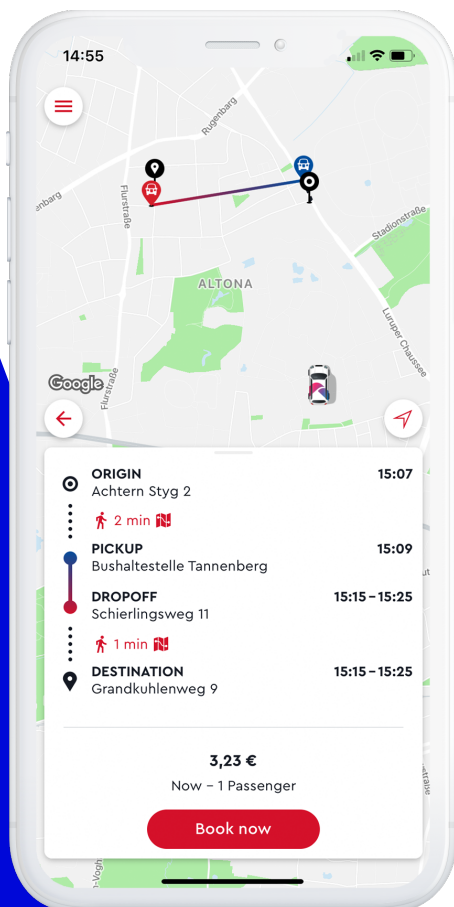 14:55
Rugenbarg
enbarg
Flurstraße
Stadionstraße
ALTONA
Luruper Chaussee
Google
Flurstraße
ORIGIN 15:07
Achtern Styg 2
2 min
PICKUP 15:09
Bushaltestelle Tannenberg
DROPOFF 15:15 – 15:25
Schierlingsweg 11
1 min
DESTINATION 15:15 – 15:25
Grandkuhlenweg 9
3,23 €
Now – 1 Passenger
Book now